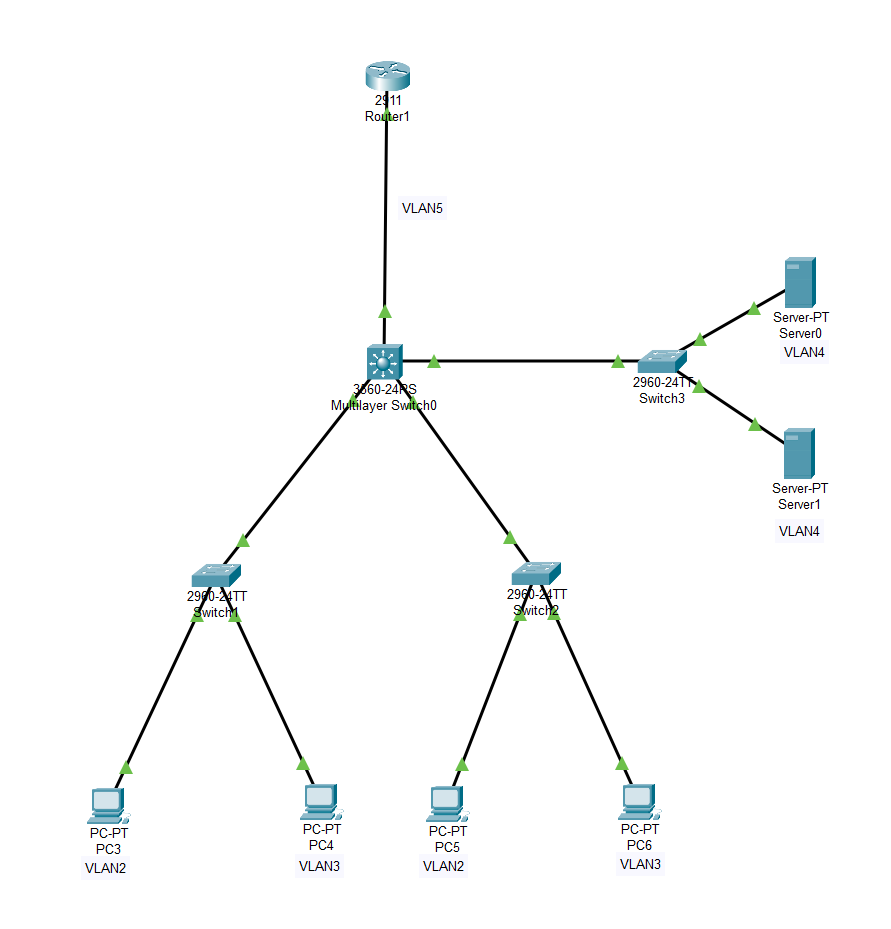 2911
Router1
VLAN5
Server-PT
Server0
VLAN4
3560-24PS
Multilayer Switch0
2960-24TT
Switch3
Server-PT
Server1
VLAN4
2960-24TT
Switch1
2960-24TT
Switch2
PC-PT
PC3
VLAN2
PC-PT
PC4
VLAN3
PC-PT
PC5
VLAN2
PC-PT
PC6
VLAN3